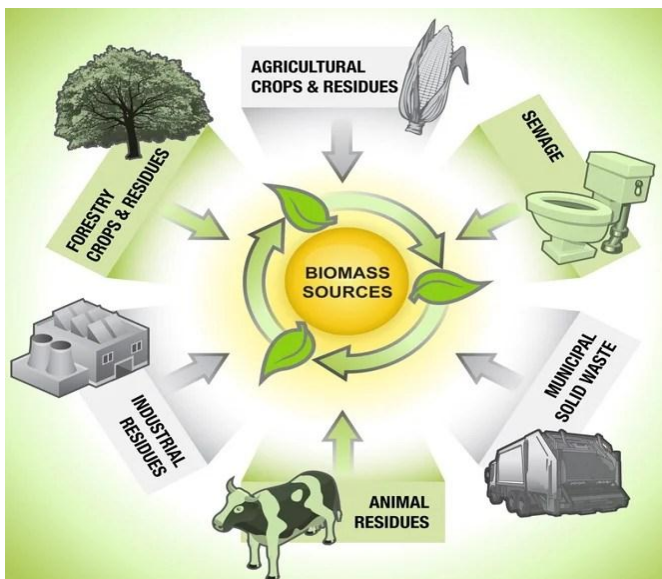 AGRICULTURAL
CROPS & RESIDUES
SEWAGE
FORESTRY
CROPS & RESIDUES
BIOMASS
SOURCES
MUNICIPAL
SOLID WASTE
INDUSTRIAL
RESIDUES
ANIMAL
RESIDUES